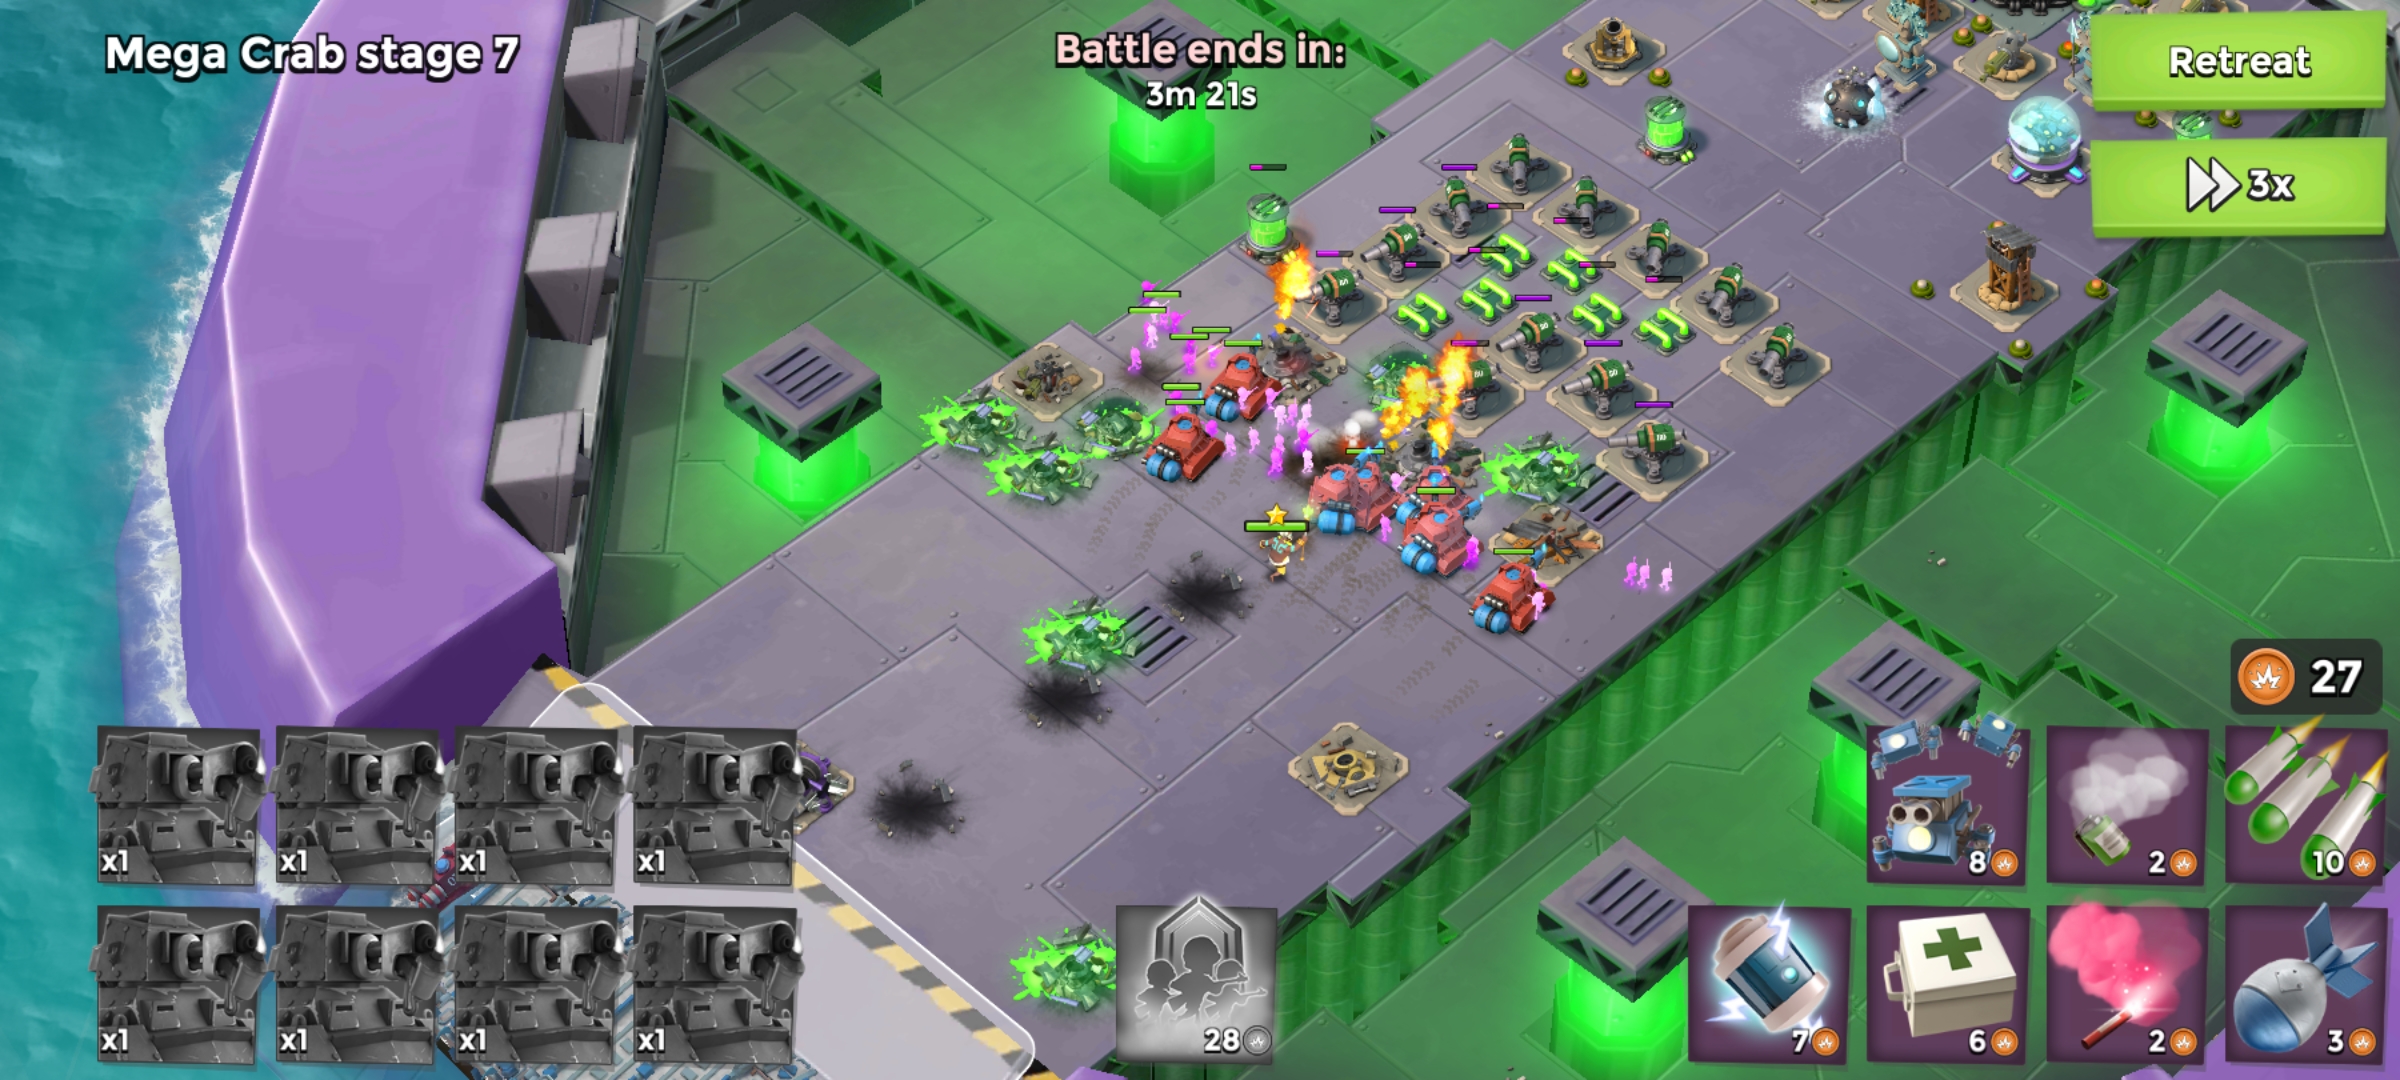 Mega Crab stage 7
Battle ends in:
3m 21s
Retreat
3x
27
8
2
10
x1
x1
x1
x1
7
6
2
3
x1
x1
x1
x1
28